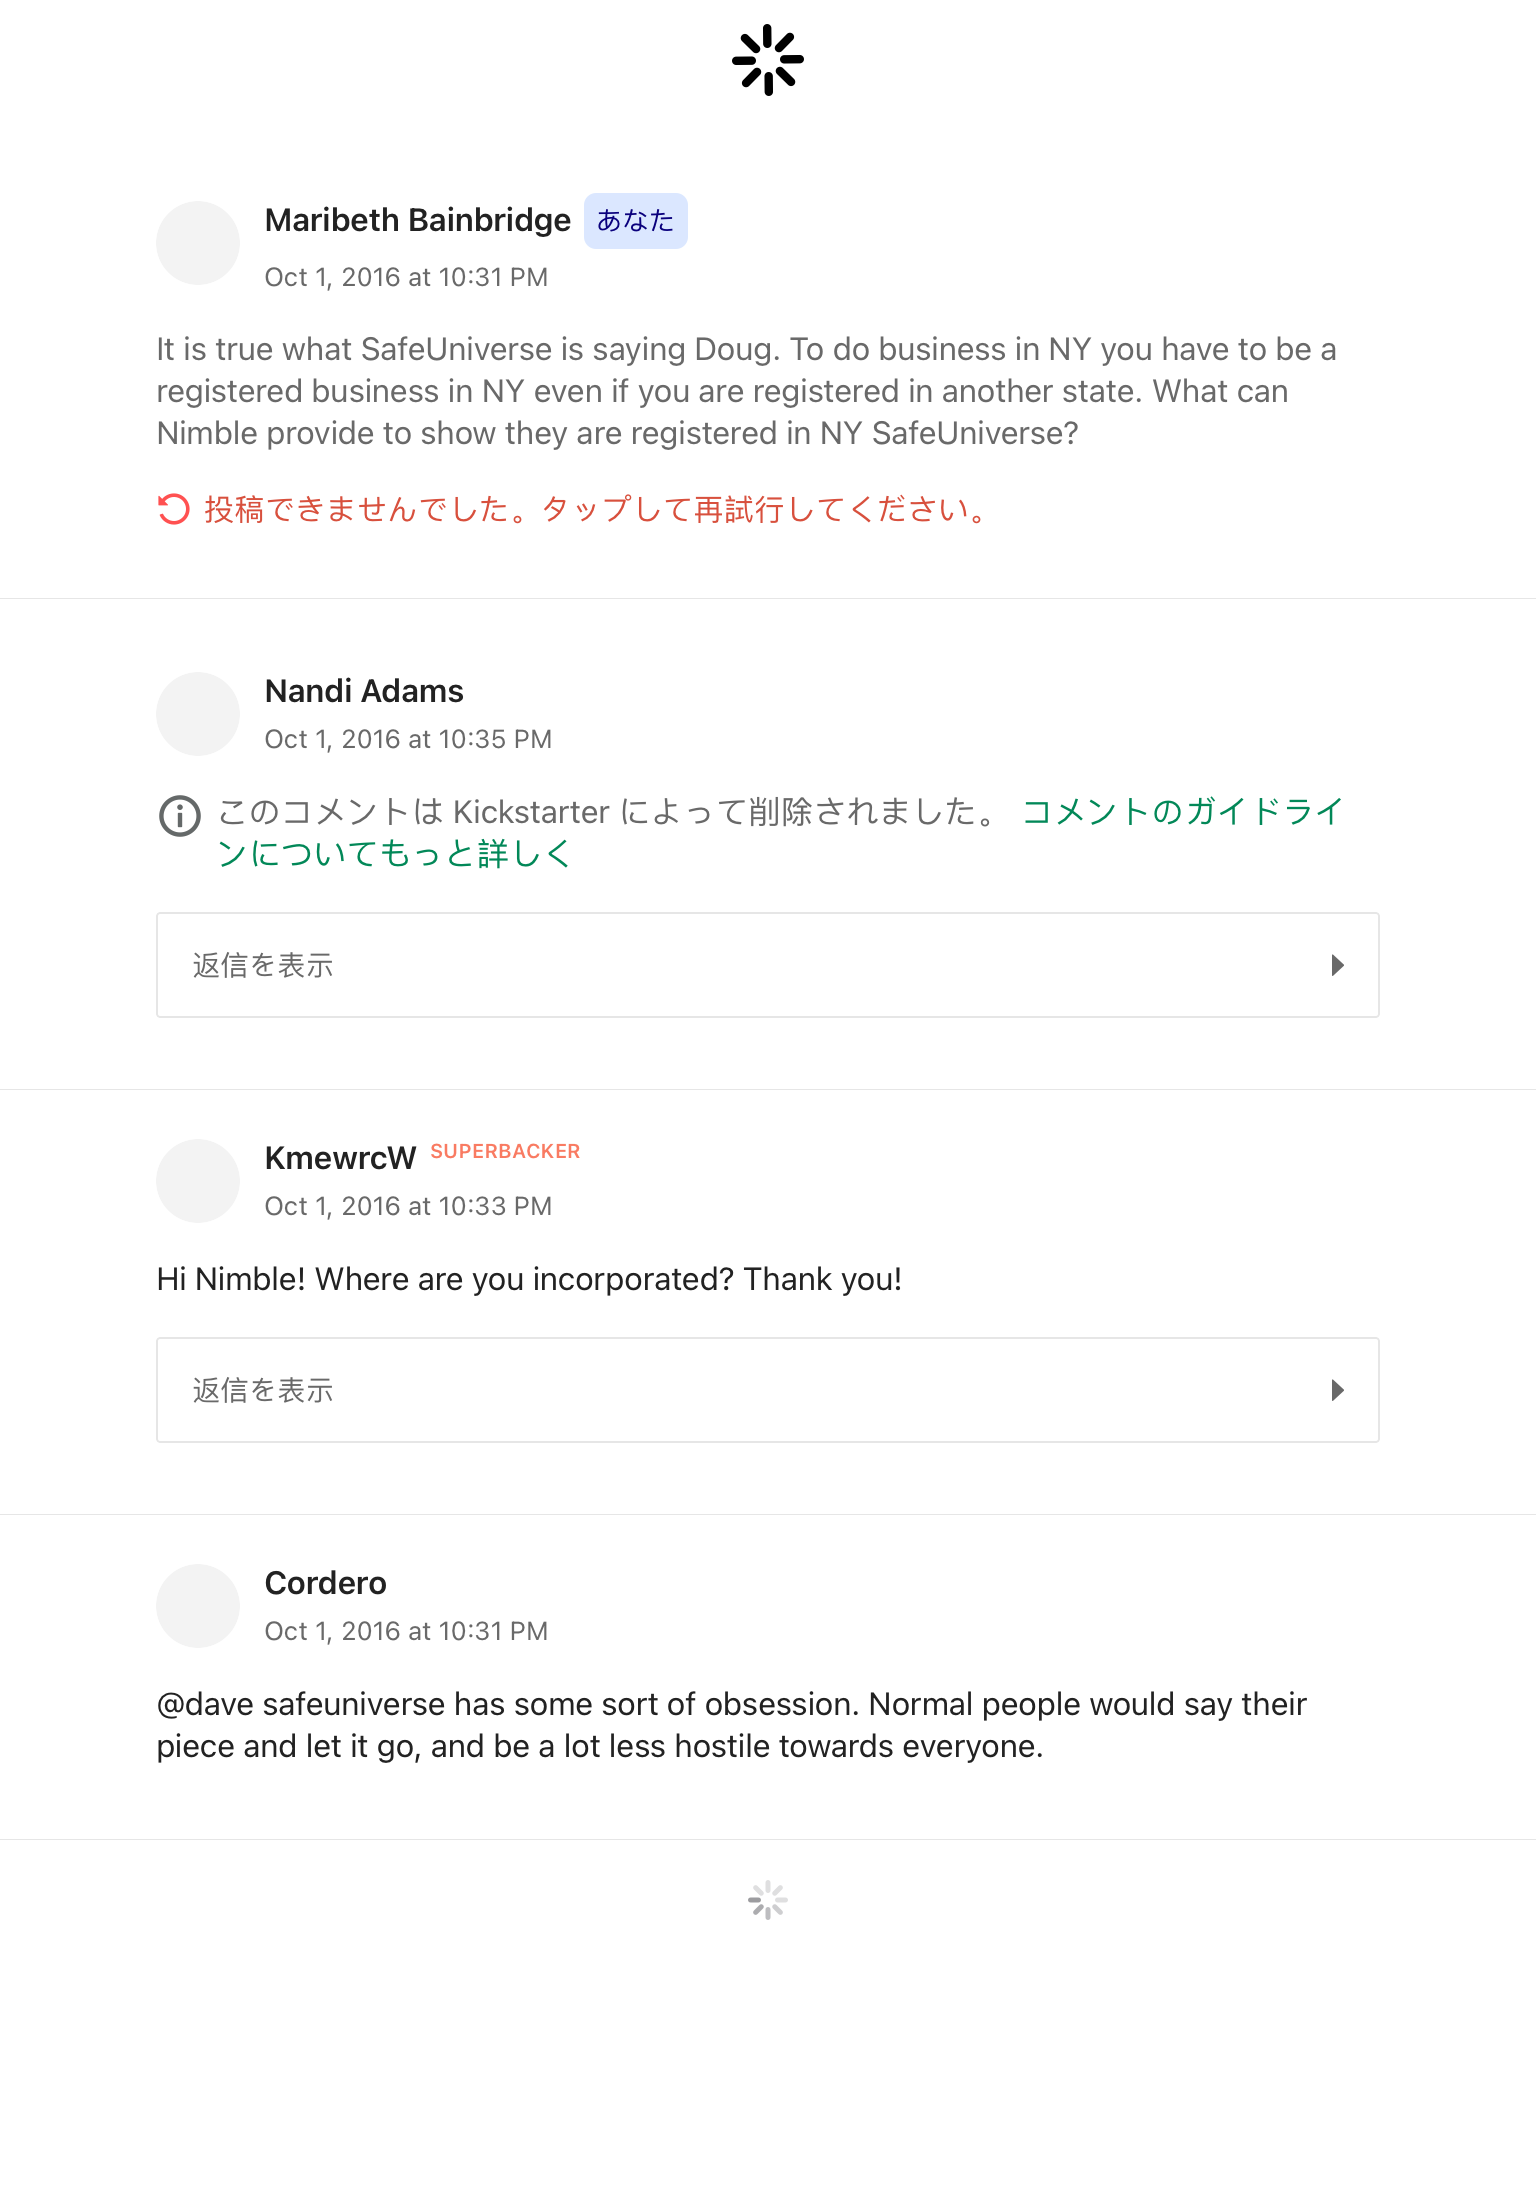 Maribeth Bainbridge あなた
Oct 1, 2016 at 10:31 PM
It is true what SafeUniverse is saying Doug. To do business in NY you have to be a
registered business in NY even if you are registered in another state. What can
Nimble provide to show they are registered in NY SafeUniverse?
投稿できませんでした。タップして再試行してください。
Nandi Adams
Oct 1, 2016 at 10:35 PM
このコメントは Kickstarter によって削除されました。 コメントのガイドライ
ンについてもっと詳しく
返信を表示
KmewrcW SUPERBACKER
Oct 1, 2016 at 10:33 PM
Hi Nimble! Where are you incorporated? Thank you!
返信を表示
Cordero
Oct 1, 2016 at 10:31 PM
@dave safeuniverse has some sort of obsession. Normal people would say their
piece and let it go, and be a lot less hostile towards everyone.